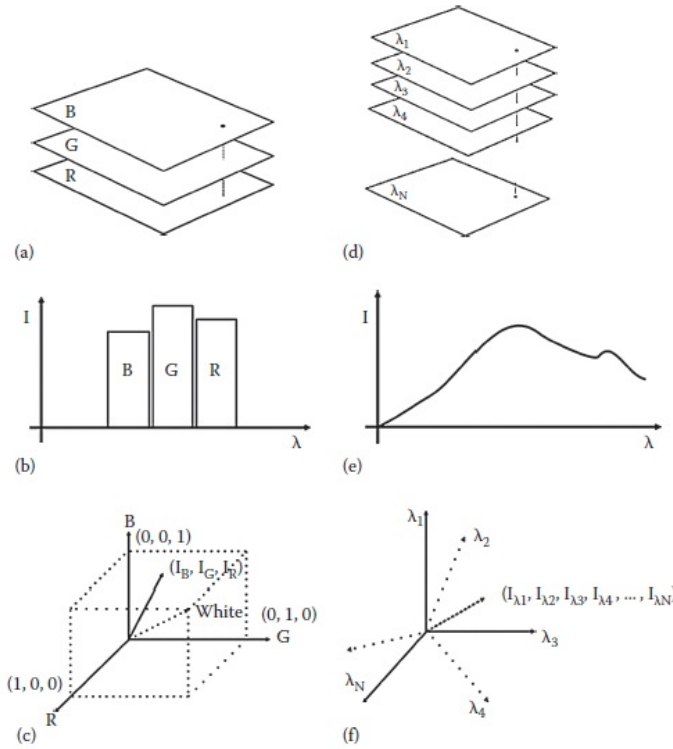 B
G
R
(a)
λ1
λ2
λ3
λ4
λN
(d)
I
B
G
R
λ
(b)
I
λ
(e)
B
(0, 0, 1)
(IB, IG, IR)
White
(0, 1, 0)
G
(1, 0, 0)
R
(c)
λ1
λ2
(Iλ1, Iλ2, Iλ3, Iλ4, ..., IλN)
λ3
λN
λ4
(f)